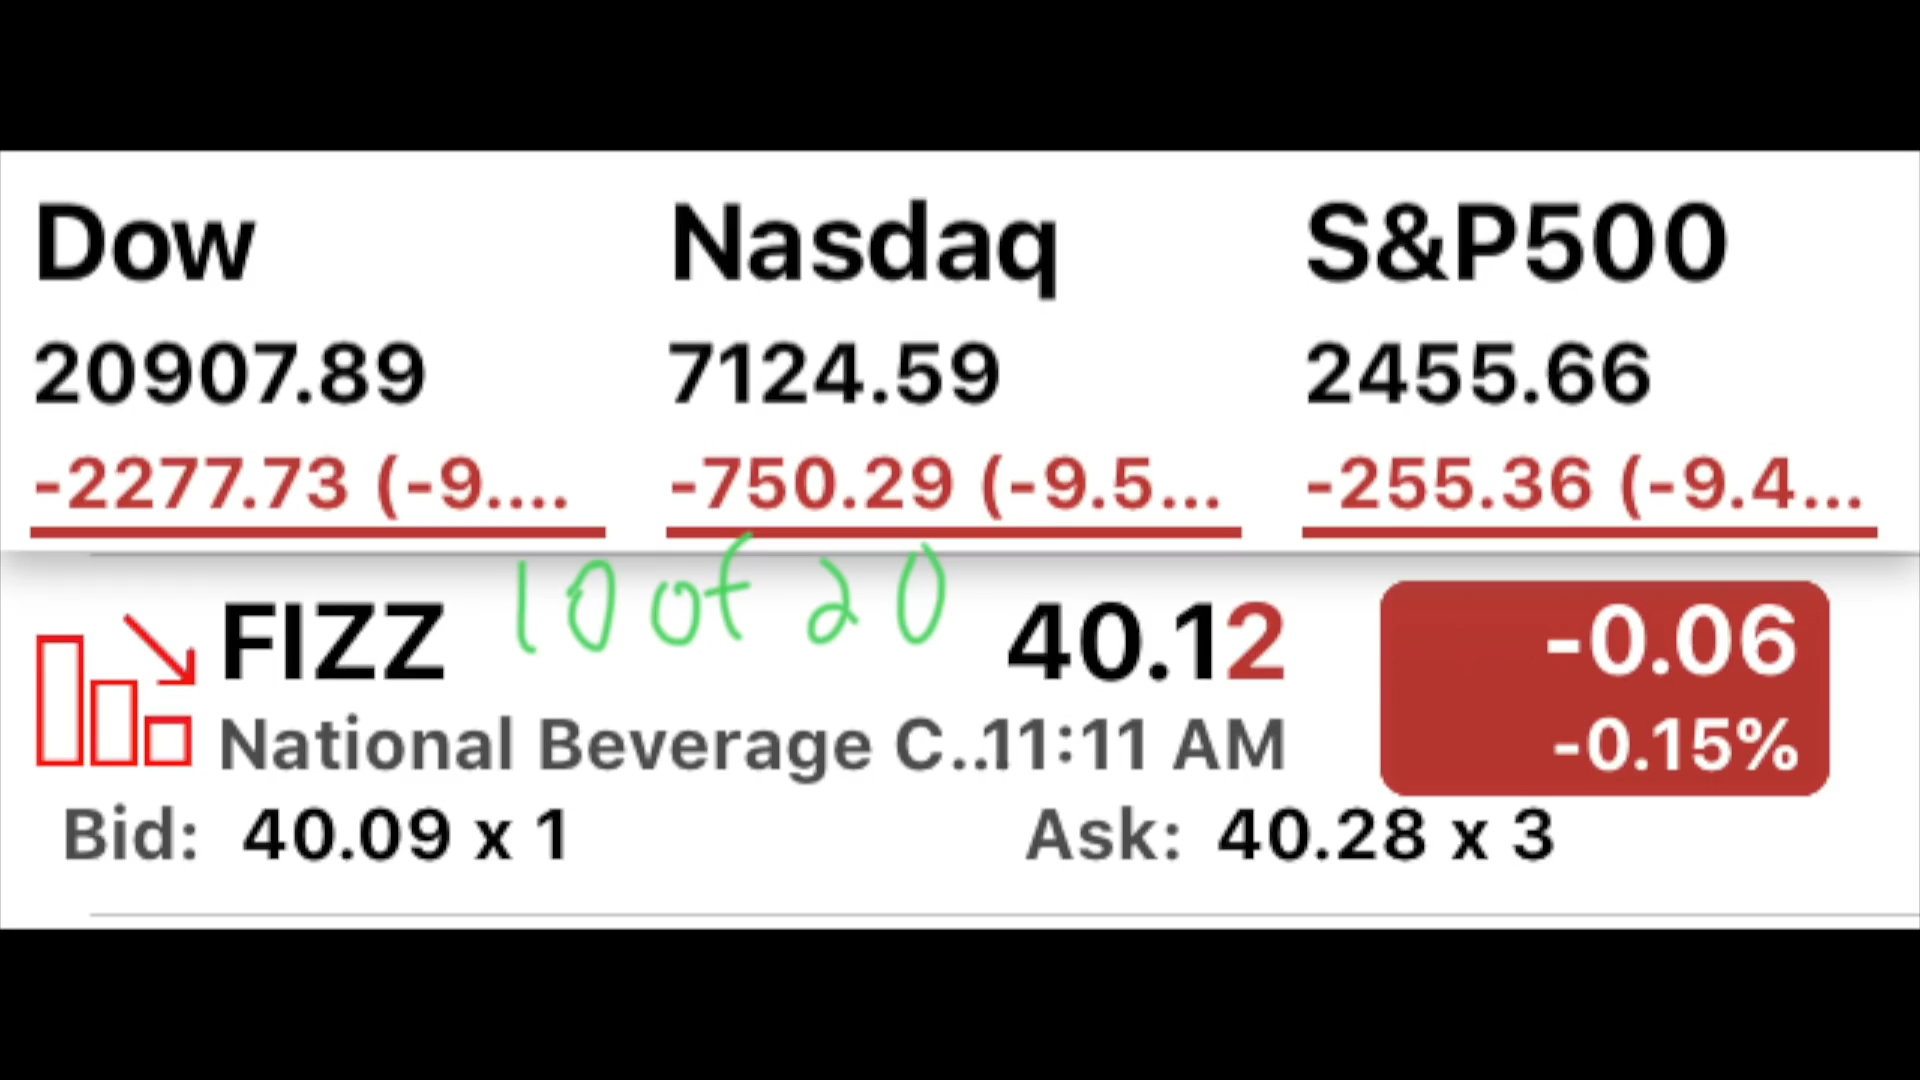 Dow Nasdaq S&P500
20907.89 7124.59 2455.66
-2277.73 (-9.... -750.29 (-9.5... -255.36 (-9.4...
10 of 20
FIZZ 40.12 -0.06
National Beverage C... 11:11 AM -0.15%
Bid: 40.09 x 1 Ask: 40.28 x 3